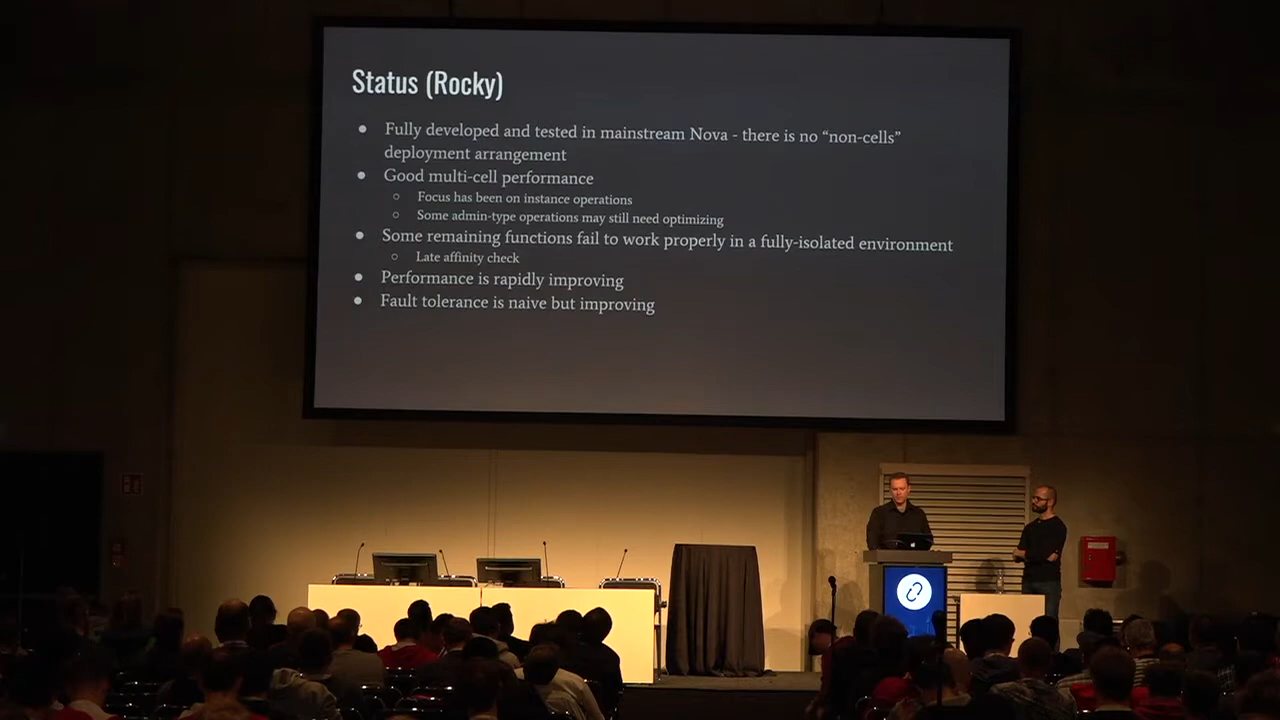 Status (Rocky)
● Fully developed and tested in mainstream Nova - there is no “non-cells”
deployment arrangement
● Good multi-cell performance
○ Focus has been on instance operations
○ Some admin-type operations may still need optimizing
● Some remaining functions fail to work properly in a fully-isolated environment
○ Late affinity check
● Performance is rapidly improving
● Fault tolerance is naive but improving